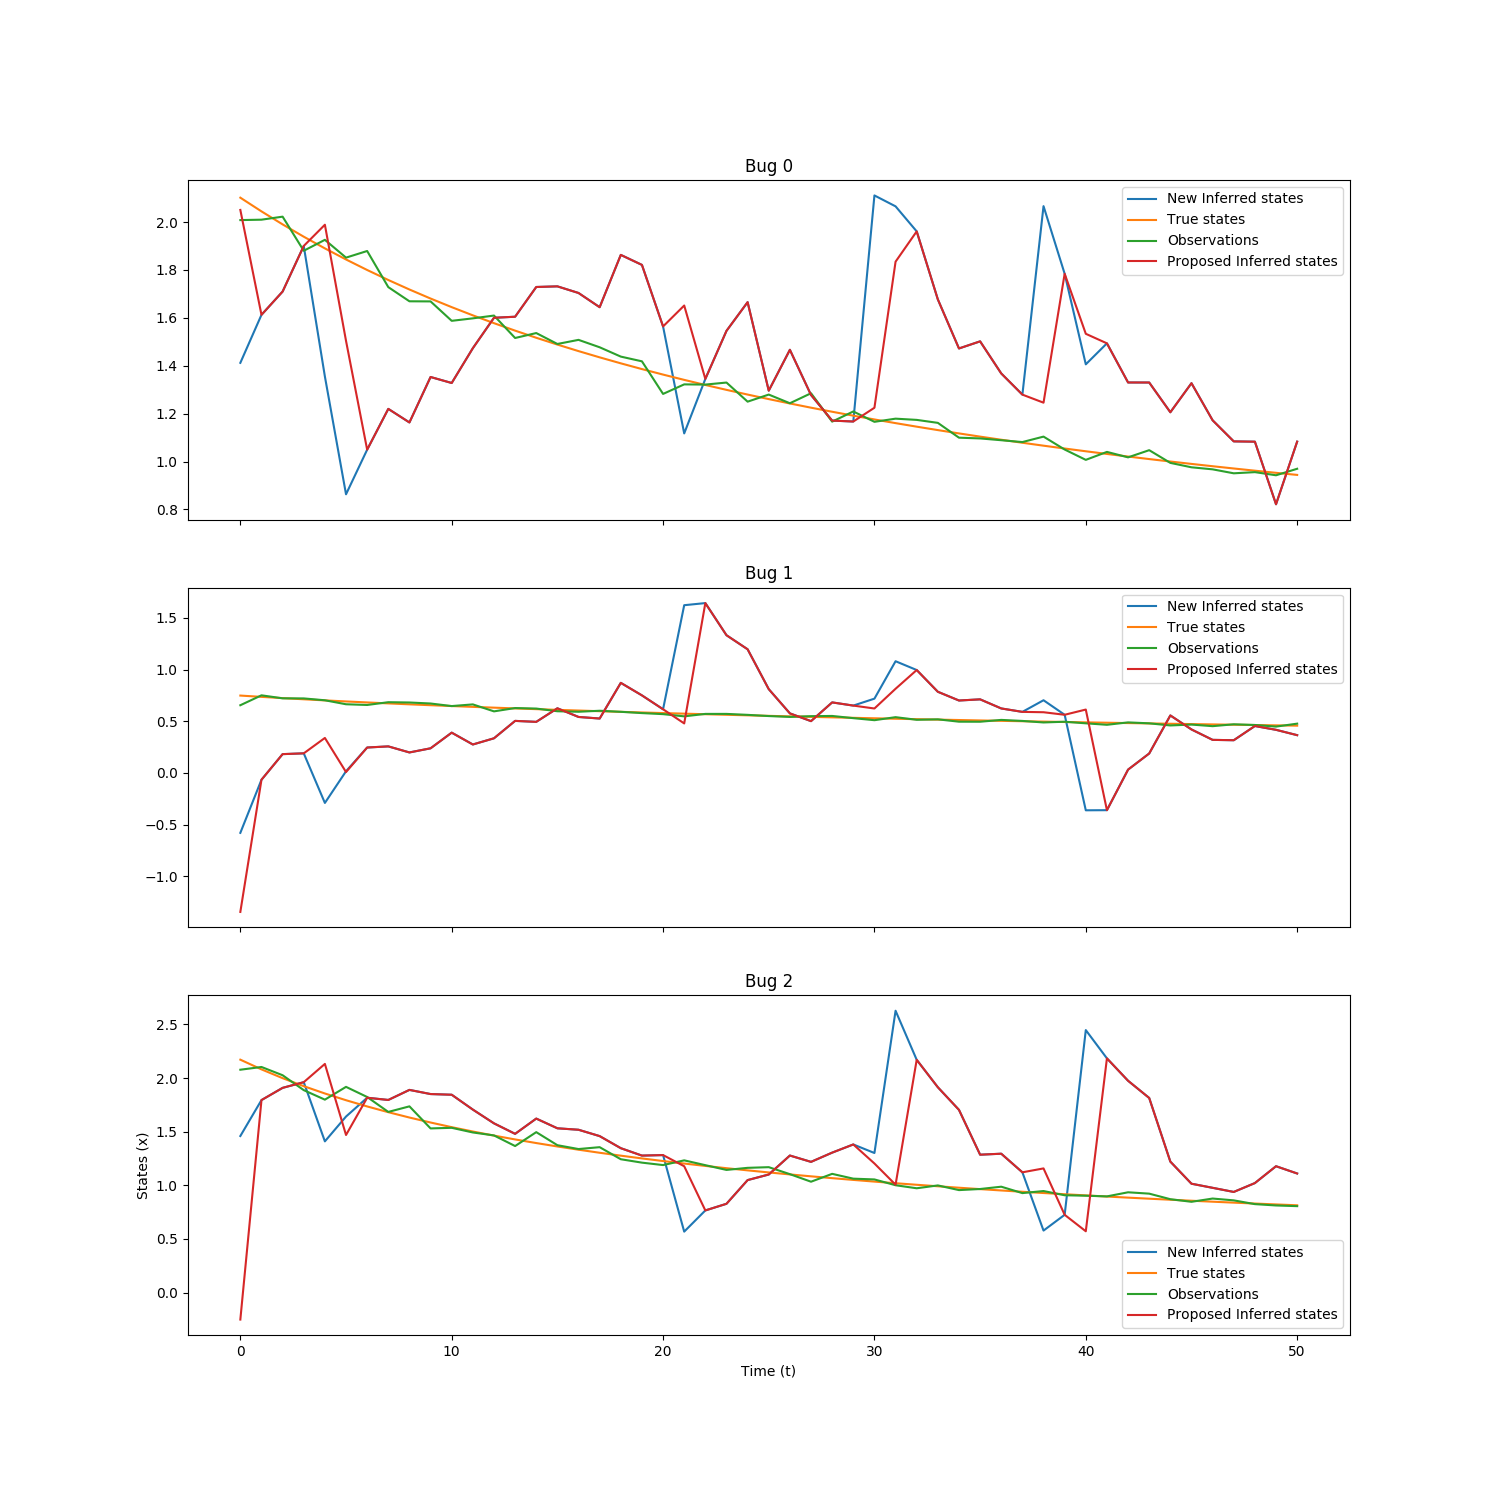 Bug 0
New Inferred states
True states
Observations
Proposed Inferred states
2.0
1.8
1.6
1.4
1.2
1.0
0.8
Bug 1
New Inferred states
True states
Observations
Proposed Inferred states
1.5
1.0
0.5
0.0
−0.5
−1.0
Bug 2
2.5
2.0
1.5
1.0
0.5
0.0
States (x)
New Inferred states
True states
Observations
Proposed Inferred states
0 10 20 30 40 50
Time (t)